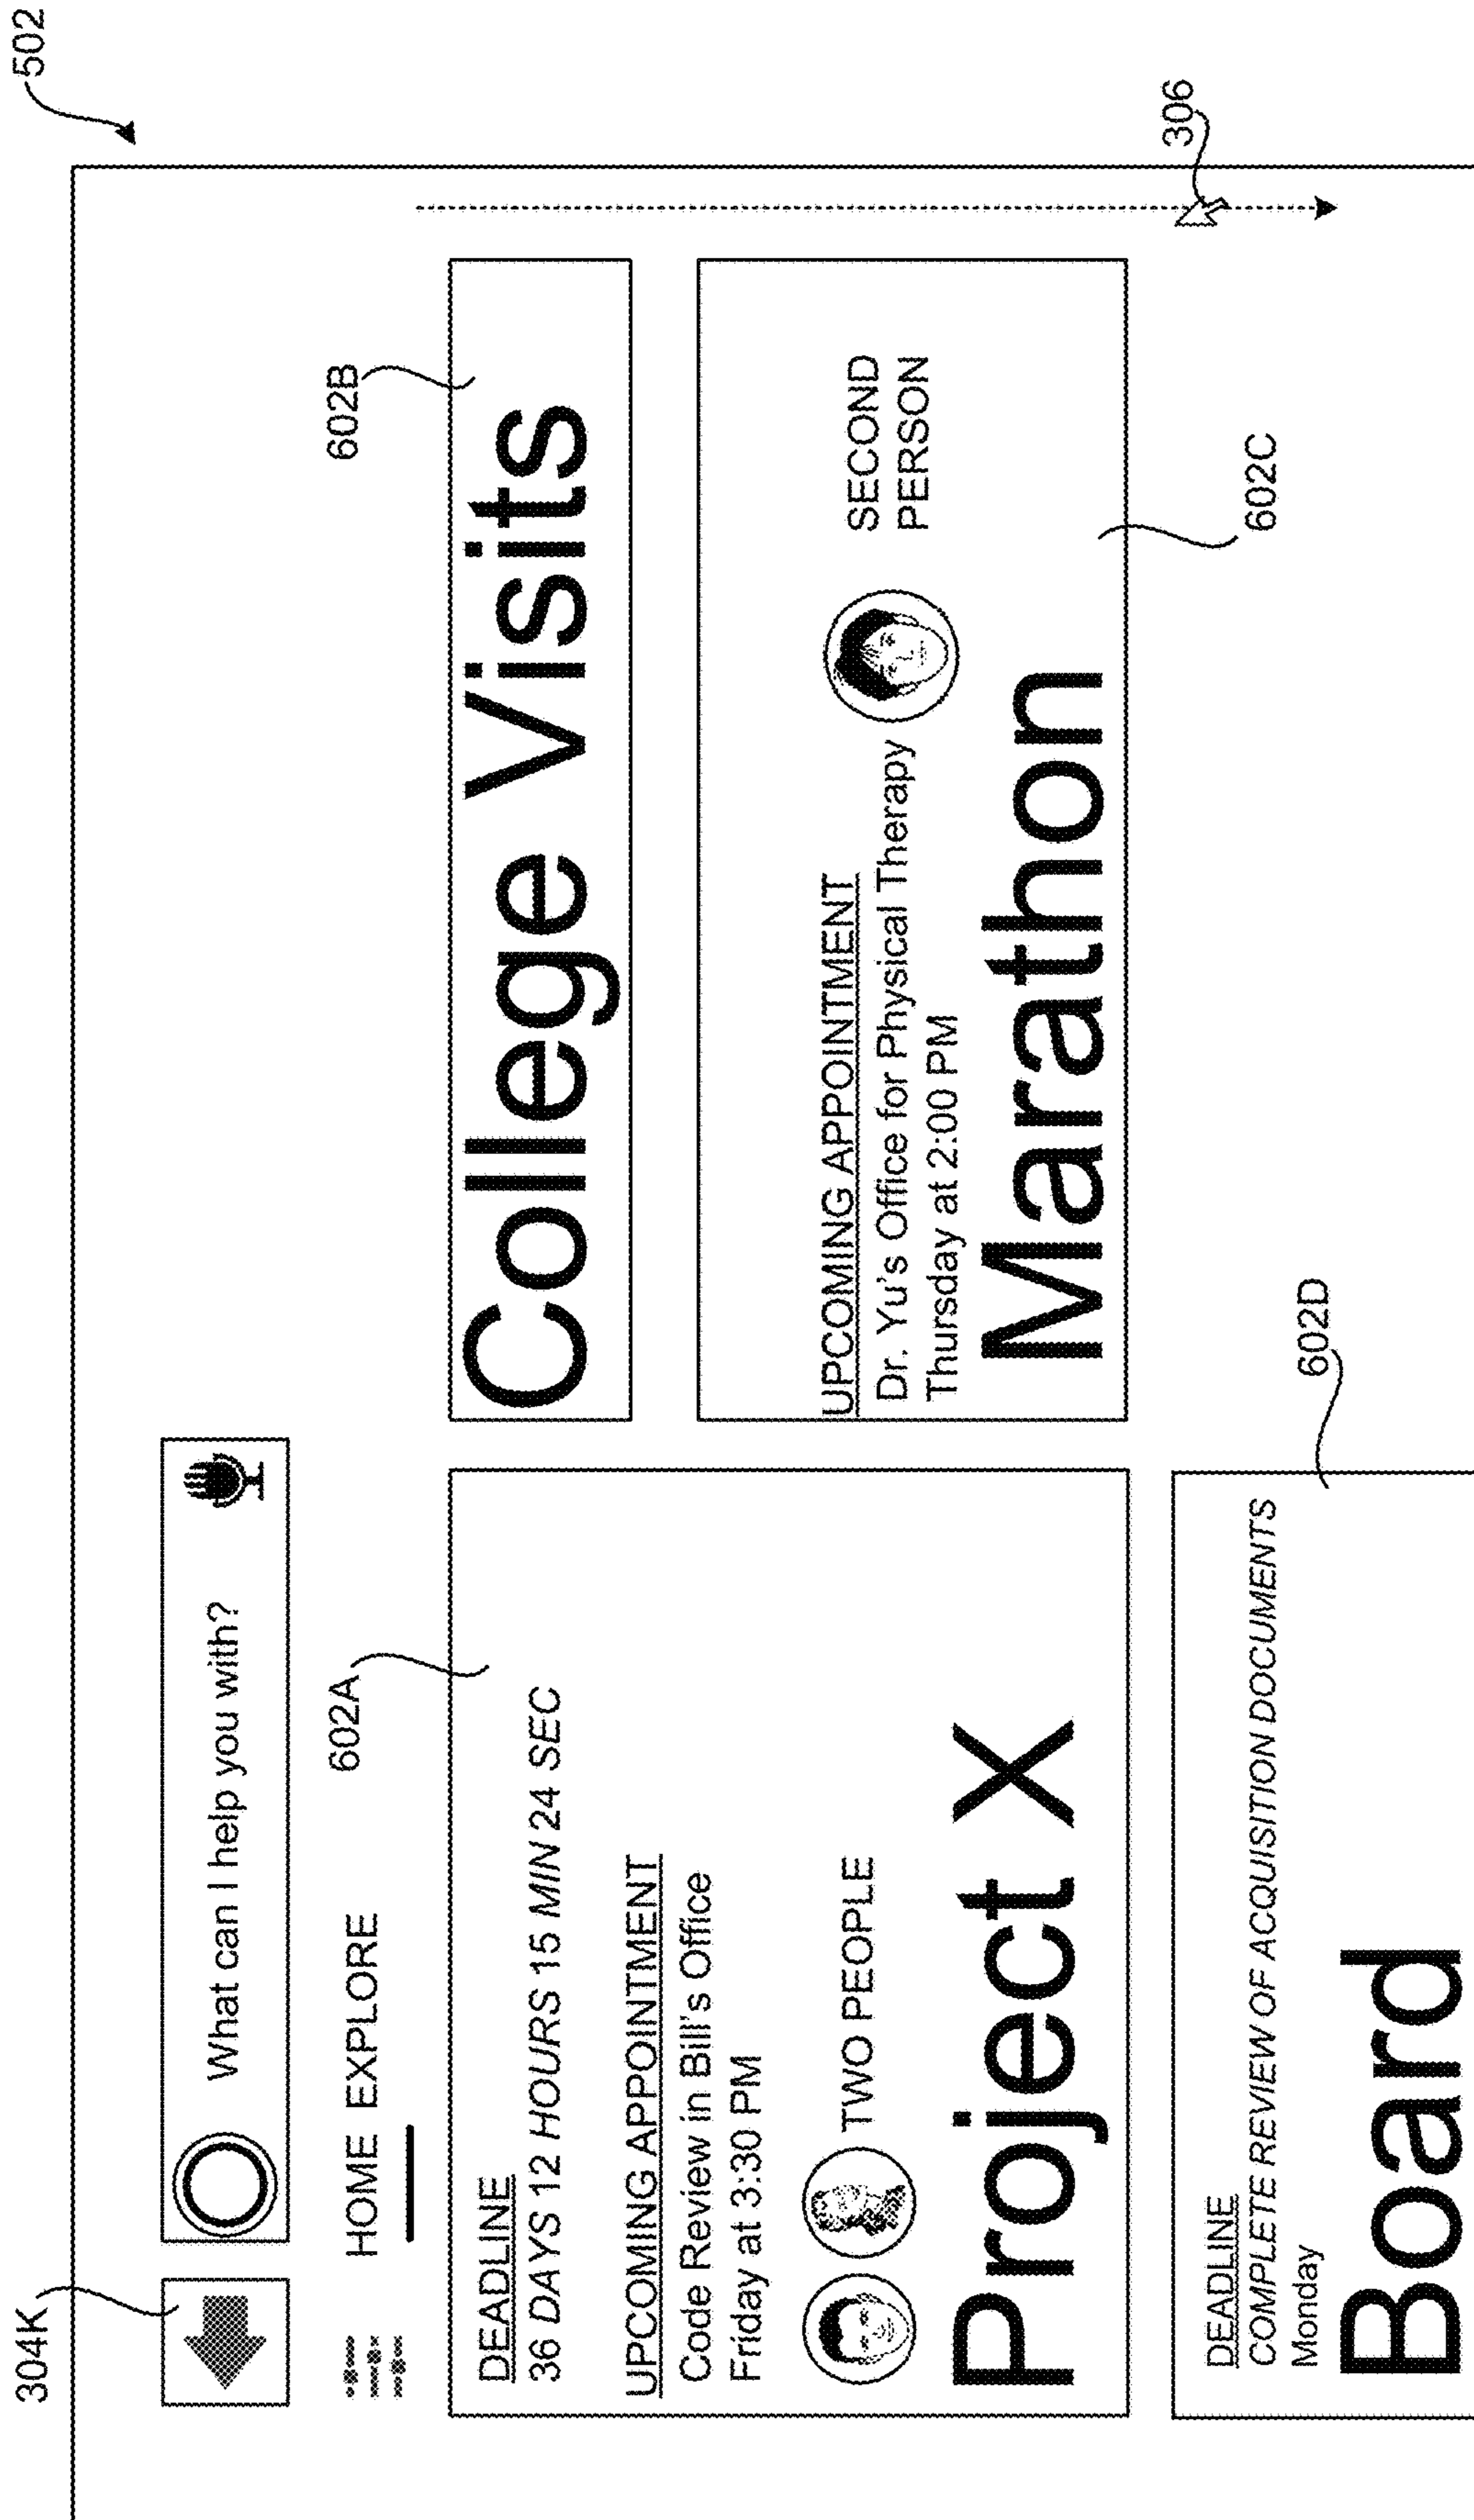 502
304K
What can I help you with?
HOME EXPLORE
602A
602B
DEADLINE
36 DAYS 12 HOURS 15 MIN 24 SEC
UPCOMING APPOINTMENT
Code Review in Bill's Office
Friday at 3:30 PM
TWO PEOPLE
Project X
College Visits
UPCOMING APPOINTMENT
Dr. Yu's Office for Physical Therapy
Thursday at 2:00 PM
SECOND
PERSON
Marathon
306
602C
602D
DEADLINE
COMPLETE REVIEW OF ACQUISITION DOCUMENTS
Monday
Board